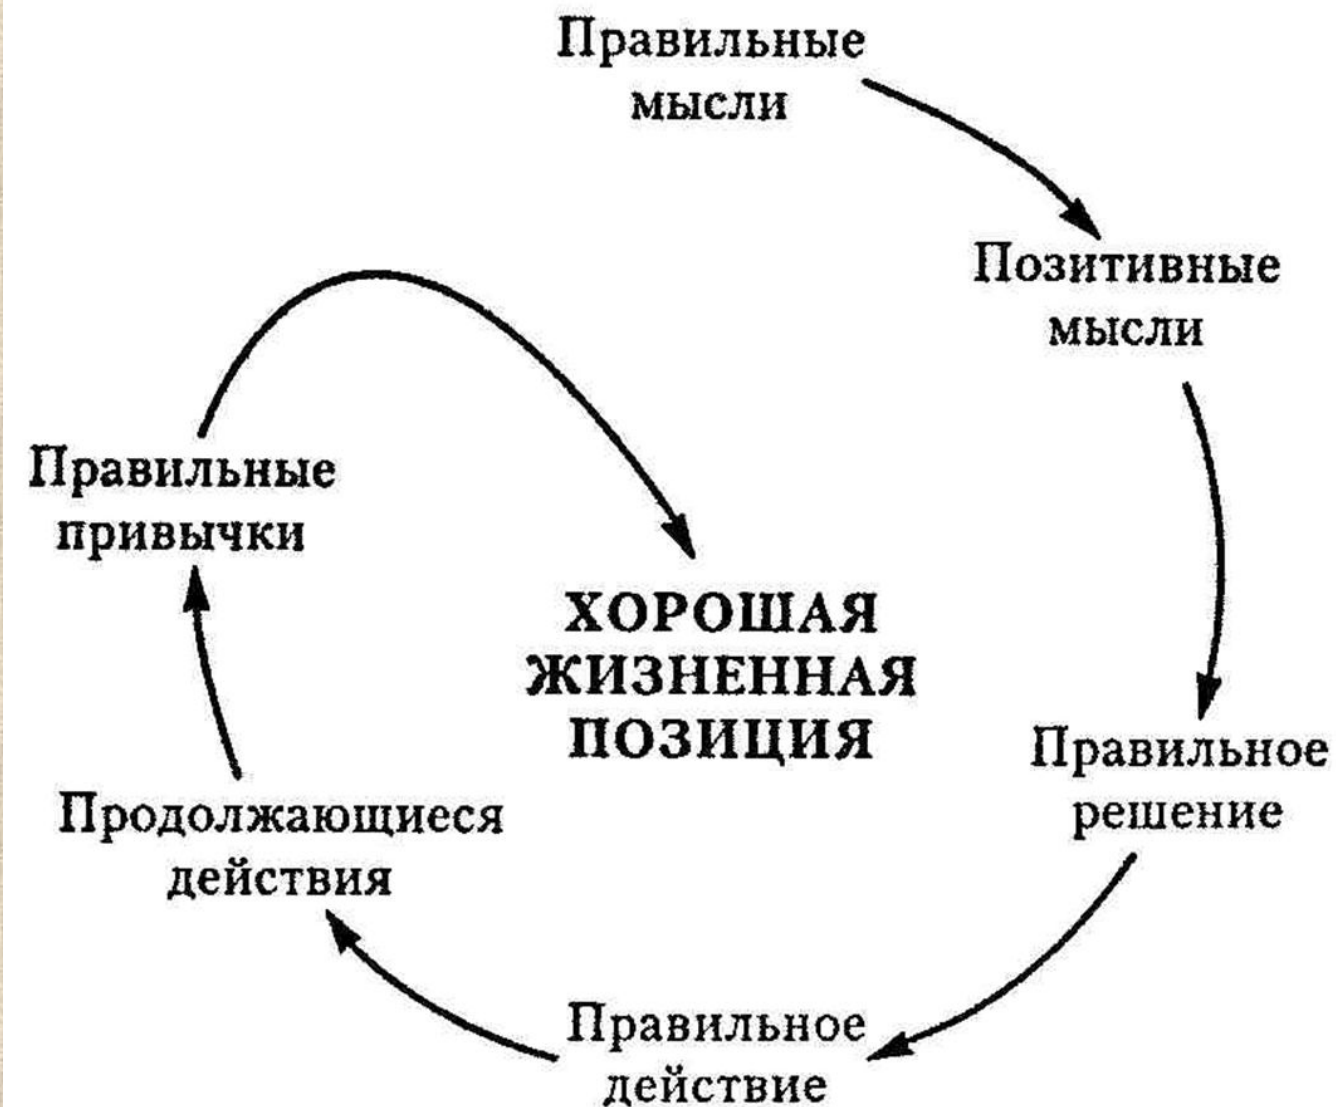 Правильные
мысли
Позитивные
мысли
Правильное
решение
Правильное
действие
Продолжающиеся
действия
Правильные
привычки
ХОРОШАЯ
ЖИЗНЕННАЯ
ПОЗИЦИЯ